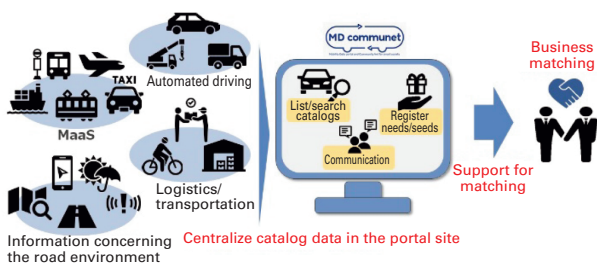 TAXI
MaaS
Automated driving
Logistics/
transportation
Information concerning
the road environment
MD communet
List/search
catalogs
Register
needs/seeds
Communication
Centralize catalog data in the portal site
Support for
matching
Business
matching